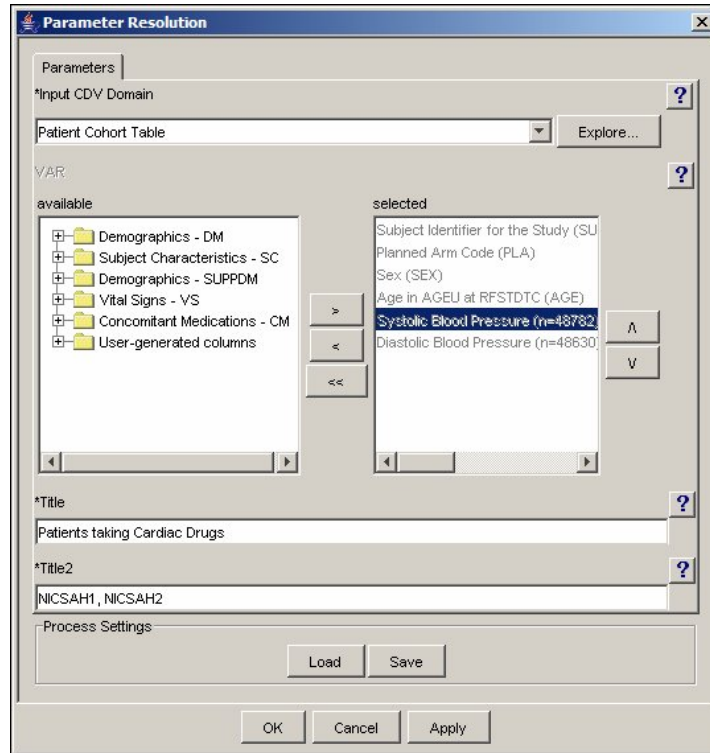 Parameter Resolution
Parameters
*Input CDV Domain
?
Patient Cohort Table
Explore...
VAR
?
available
selected
Demographics - DM
Subject Characteristics - SC
Demographics - SUPPDM
Vital Signs - VS
Concomitant Medications - CM
User-generated columns
>
<
<<
Subject Identifier for the Study (SU
Planned Arm Code (PLA)
Sex (SEX)
Age in AGEU at RFSTDTC (AGE)
Systolic Blood Pressure (n=48782)
Diastolic Blood Pressure (n=48630)
Λ
V
*Title
?
Patients taking Cardiac Drugs
*Title2
?
NICSAH1, NICSAH2
Process Settings
Load Save
OK Cancel Apply